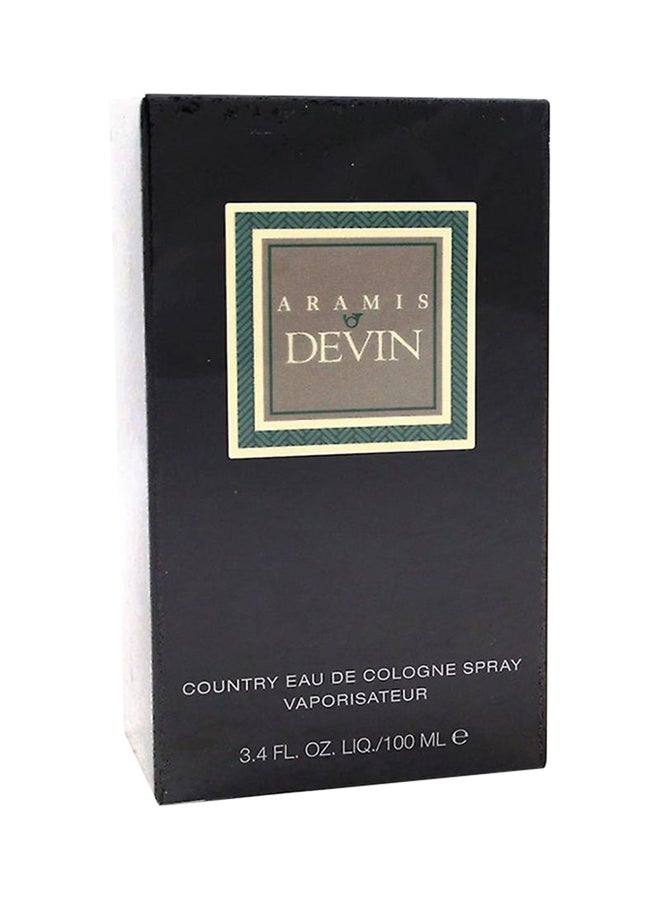 ARAMIS
DEVIN
COUNTRY EAU DE COLOGNE SPRAY
VAPORISATEUR
3.4 FL. OZ. LIQ./100 ML ℮